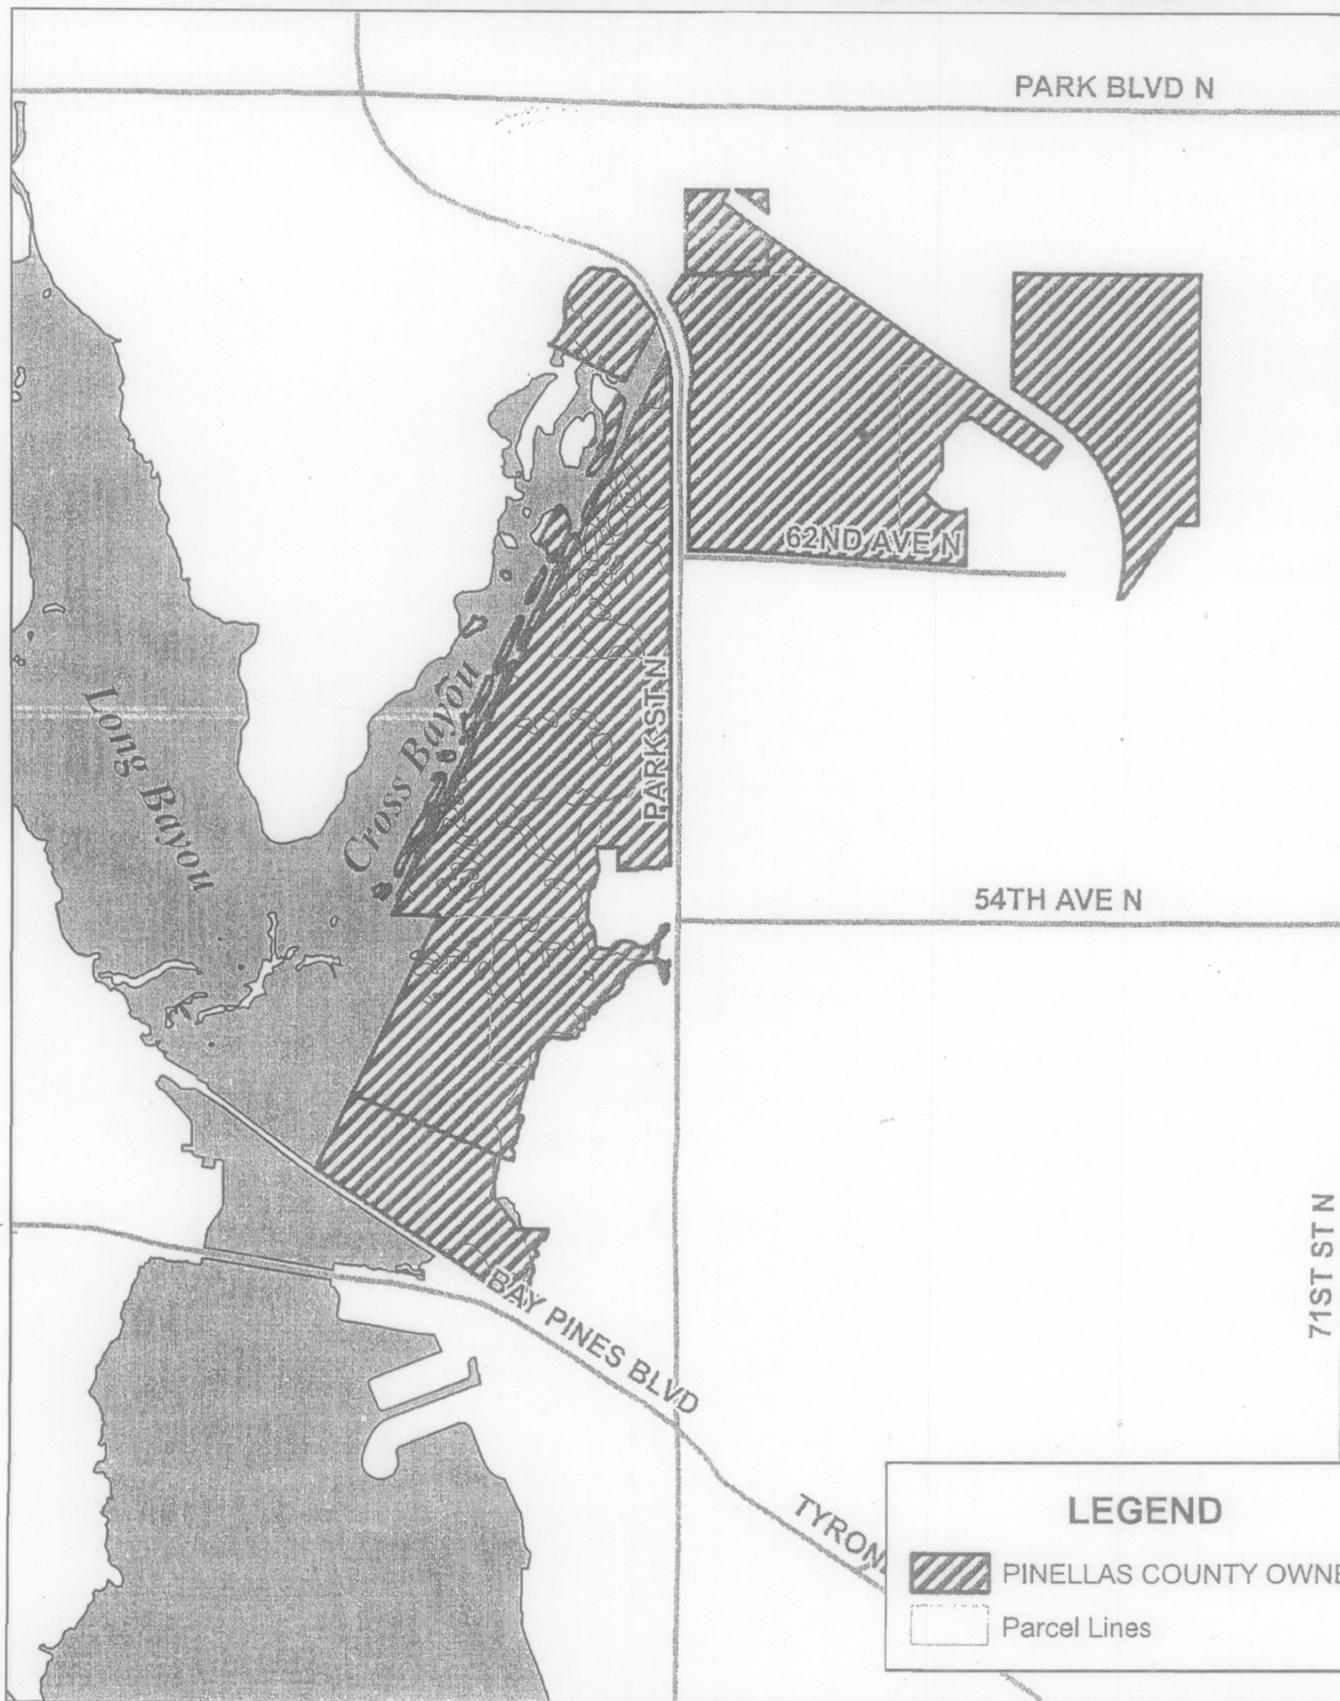 PARK BLVD N
62ND AVE N
PARK ST N
Long Bayou
Cross Bayou
54TH AVE N
71ST ST N
BAY PINES BLVD
TYRON
LEGEND
PINELLAS COUNTY OWNE
Parcel Lines